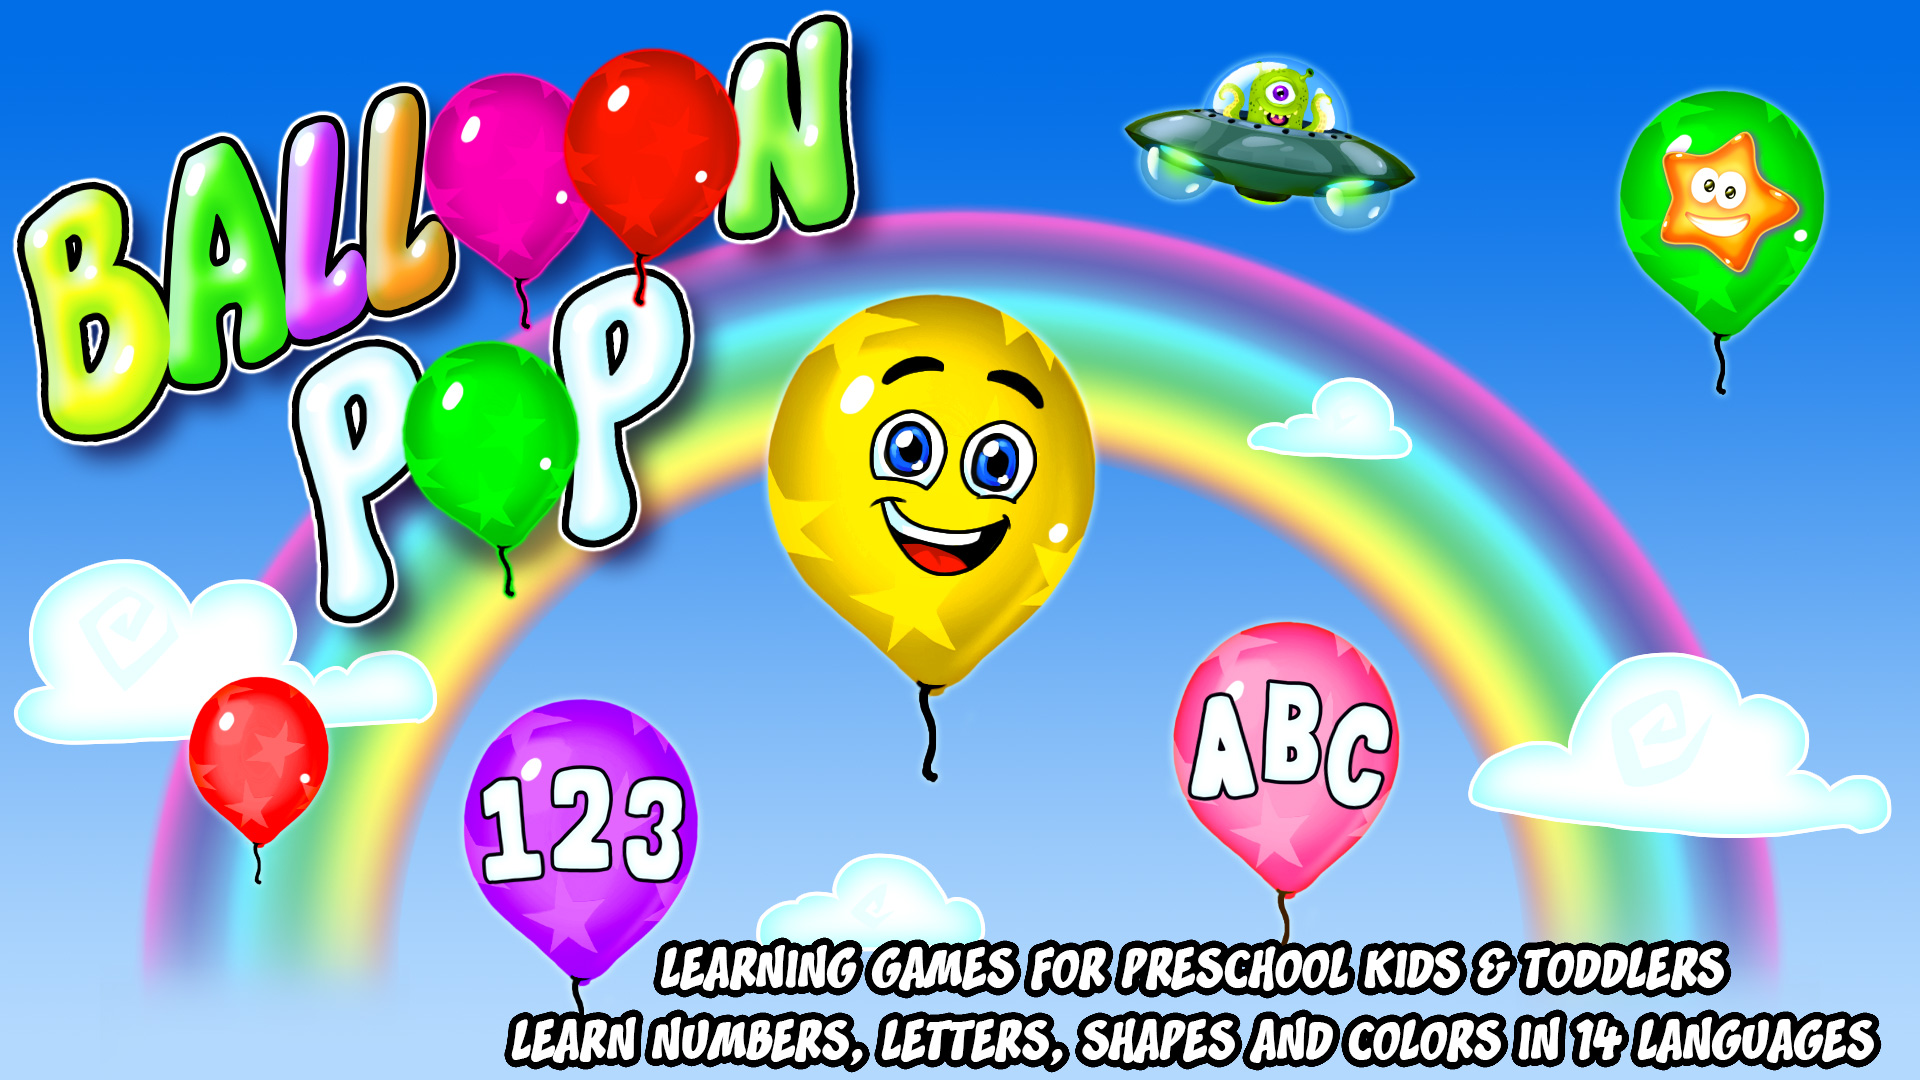 BALLOON
POP
123
ABC
LEARNING GAMES FOR PRESCHOOL KIDS & TODDLERS
LEARN NUMBERS, LETTERS, SHAPES AND COLORS IN 14 LANGUAGES